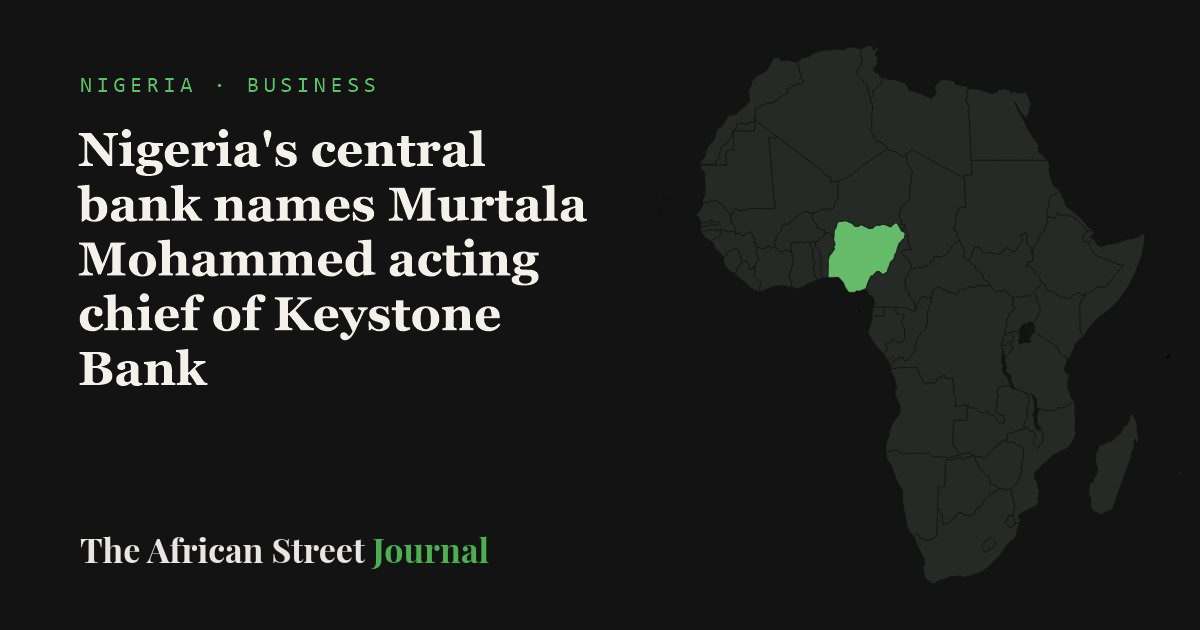 NIGERIA · BUSINESS
Nigeria's central
bank names Murtala
Mohammed acting
chief of Keystone
Bank
The African Street Journal